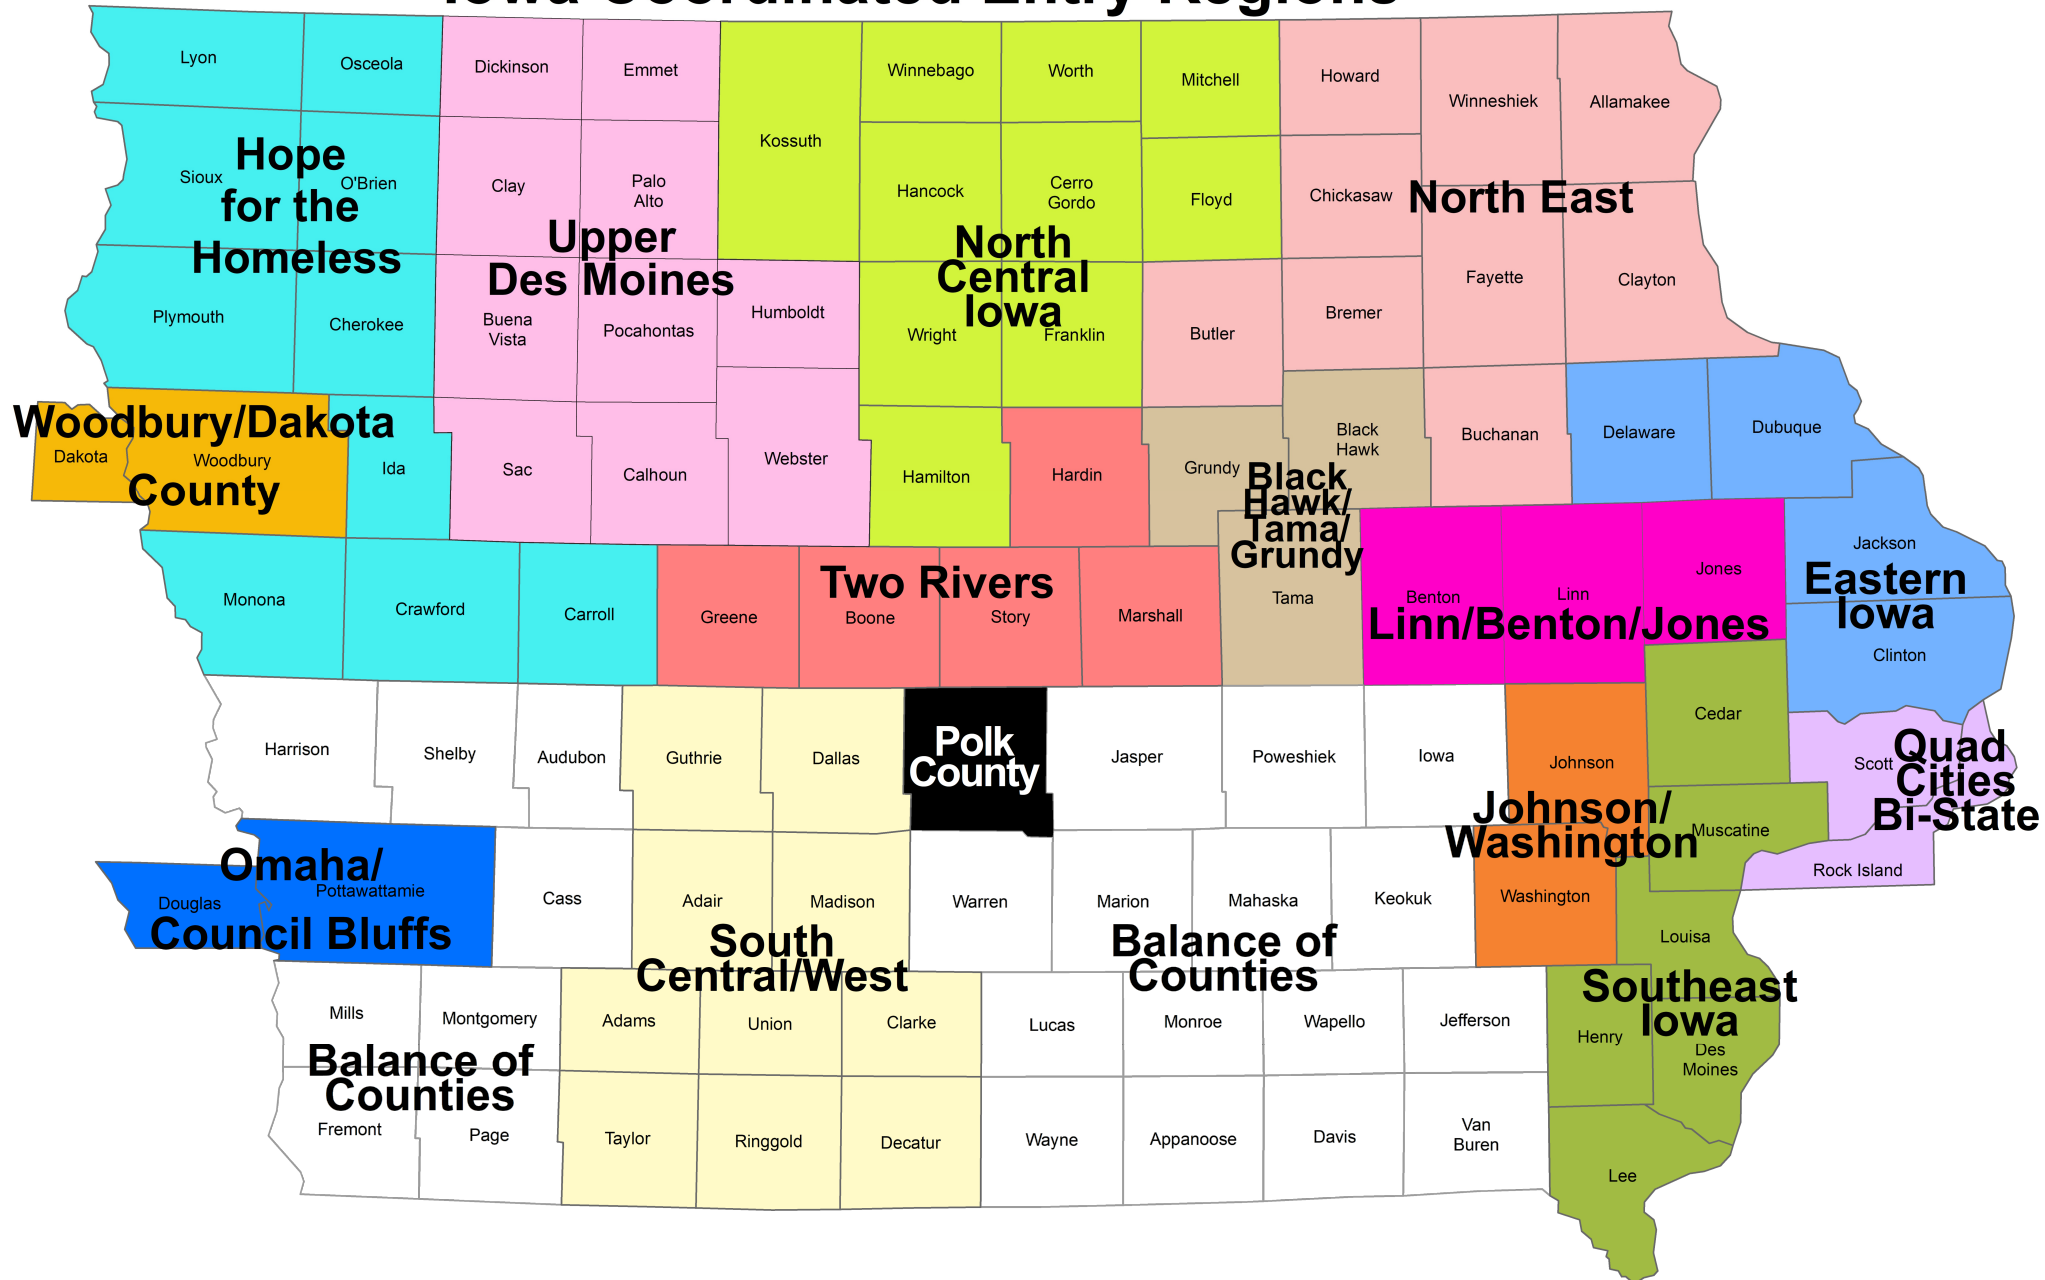 Iowa Coordinated Entry Regions
Lyon
Osceola
Dickinson
Emmet
Kossuth
Winnebago
Worth
Mitchell
Howard
Winneshiek
Allamakee
Sioux
O'Brien
Hope
for the
Homeless
Clay
Palo
Alto
Upper
Des Moines
Hancock
Cerro
Gordo
North
Central
Iowa
Floyd
Chickasaw
North East
Fayette
Clayton
Plymouth
Cherokee
Buena
Vista
Pocahontas
Humboldt
Wright
Franklin
Butler
Bremer
Woodbury/Dakota
County
Dakota
Woodbury
Ida
Sac
Calhoun
Webster
Hamilton
Hardin
Grundy
Black
Hawk
Black
Hawk/
Tama/
Grundy
Buchanan
Delaware
Dubuque
Monona
Crawford
Carroll
Greene
Two Rivers
Boone
Story
Marshall
Tama
Benton
Linn
Jones
Linn/Benton/Jones
Jackson
Eastern
Iowa
Clinton
Harrison
Shelby
Audubon
Guthrie
Dallas
Polk
County
Jasper
Poweshiek
Iowa
Johnson
Johnson/
Washington
Cedar
Muscatine
Scott
Quad
Cities
Bi-State
Rock Island
Omaha/
Council Bluffs
Douglas
Pottawattamie
Cass
Adair
Madison
South
Central/West
Warren
Marion
Mahaska
Keokuk
Balance of
Counties
Washington
Louisa
Southeast
Iowa
Mills
Montgomery
Balance of
Counties
Adams
Union
Clarke
Lucas
Monroe
Wapello
Jefferson
Henry
Des
Moines
Fremont
Page
Taylor
Ringgold
Decatur
Wayne
Appanoose
Davis
Van
Buren
Lee